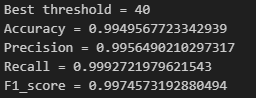 Best threshold = 40
Accuracy = 0.9949567723342939
Precision = 0.9956490210297317
Recall = 0.9992721979621543
F1_score = 0.9974573192880494